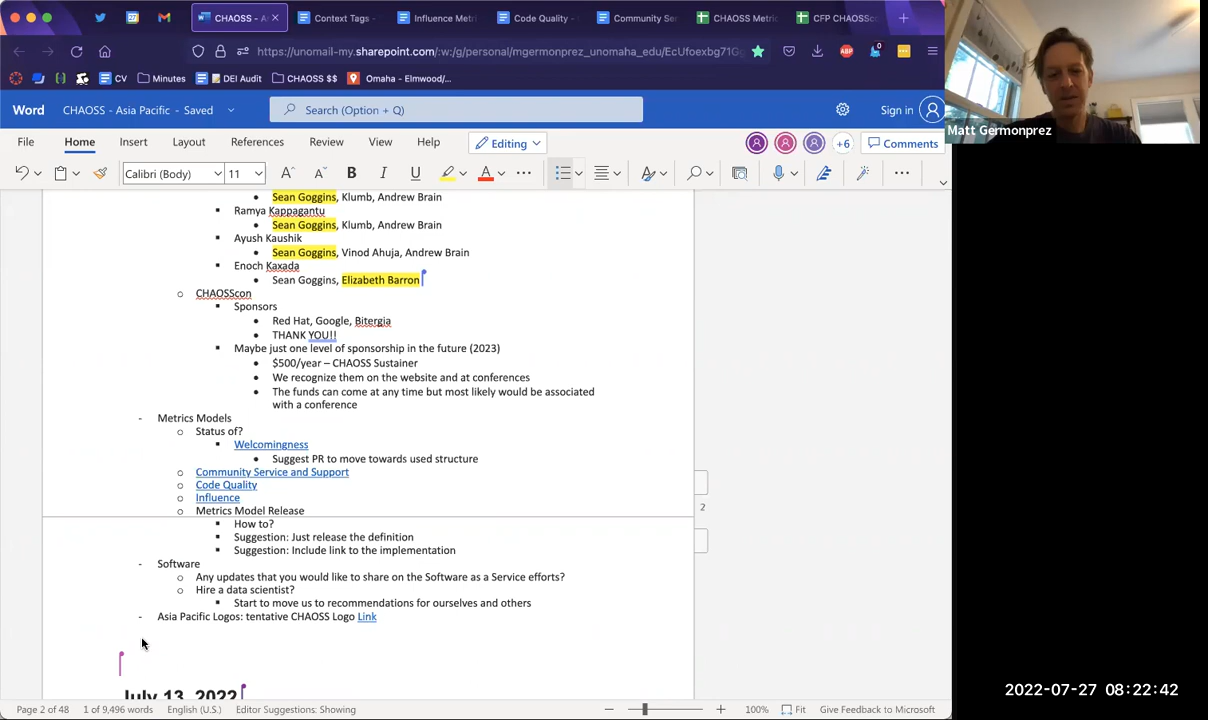 CHAOSS - A
Context Tags -
Influence Metri
Code Quality -
Community Ser
CHAOSS Metric
CFP CHAOSSco
https://unomail-my.sharepoint.com/:w:/g/personal/mgermonprez_unomaha_edu/EcUfoexbg71G
ABP
0
CV
Minutes
DEI Audit
CHAOSS $$
Omaha - Elmwood/...
Word
CHAOSS - Asia Pacific - Saved
Search (Option + Q)
Sign in
File
Home
Insert
Layout
References
Review
View
Help
Editing
+6
Comments
Calibri (Body)
11
B
I
U
A
Sean Goggins, Klumb, Andrew Brain
Ramya Kappagantu
Sean Goggins, Klumb, Andrew Brain
Ayush Kaushik
Sean Goggins, Vinod Ahuja, Andrew Brain
Enoch Kaxada
Sean Goggins, Elizabeth Barron
CHAOSScon
Sponsors
Red Hat, Google, Bitergia
THANK YOU!!
Maybe just one level of sponsorship in the future (2023)
$500/year – CHAOSS Sustainer
We recognize them on the website and at conferences
The funds can come at any time but most likely would be associated
with a conference
- Metrics Models
Status of?
Welcomingness
Suggest PR to move towards used structure
Community Service and Support
Code Quality
Influence
Metrics Model Release
2
How to?
Suggestion: Just release the definition
Suggestion: Include link to the implementation
- Software
Any updates that you would like to share on the Software as a Service efforts?
Hire a data scientist?
Start to move us to recommendations for ourselves and others
- Asia Pacific Logos: tentative CHAOSS Logo Link
-
July 13, 2022
Page 2 of 48
1 of 9,496 words
English (U.S.)
Editor Suggestions: Showing
100%
Fit
Give Feedback to Microsoft
Matt Germonprez
2022-07-27 08:22:42